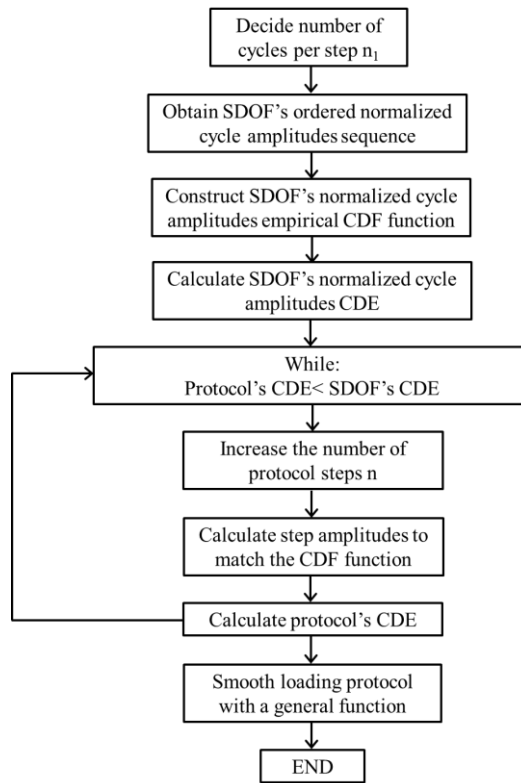 Decide number of
cycles per step n₁
Obtain SDOF's ordered normalized
cycle amplitudes sequence
Construct SDOF's normalized cycle
amplitudes empirical CDF function
Calculate SDOF's normalized cycle
amplitudes CDE
While:
Protocol's CDE< SDOF's CDE
Increase the number of
protocol steps n
Calculate step amplitudes to
match the CDF function
Calculate protocol's CDE
Smooth loading protocol
with a general function
END